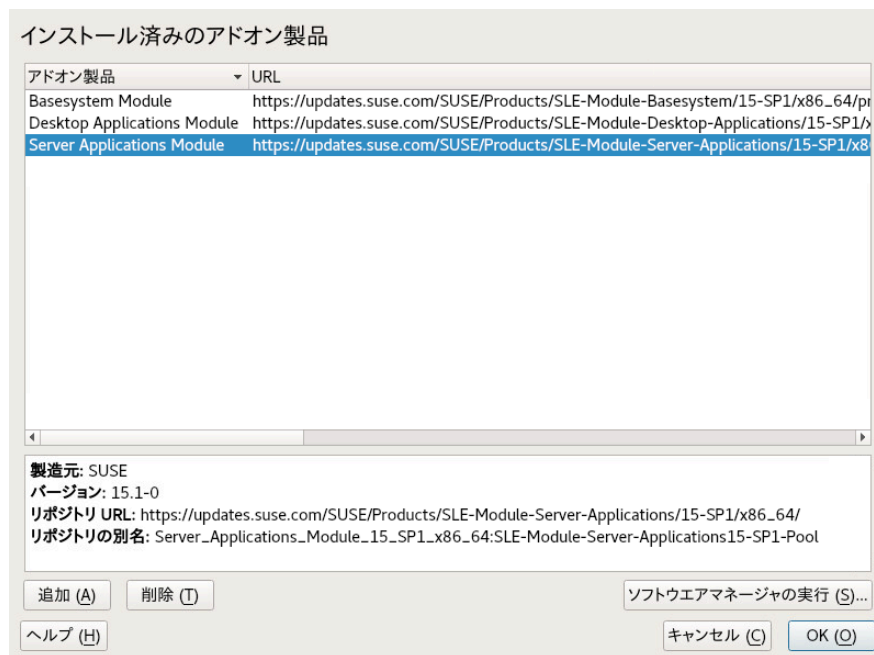 インストール済みのアドオン製品
アドオン製品 URL
Basesystem Module https://updates.suse.com/SUSE/Products/SLE-Module-Basesystem/15-SP1/x86_64/pr
Desktop Applications Module https://updates.suse.com/SUSE/Products/SLE-Module-Desktop-Applications/15-SP1/x
Server Applications Module https://updates.suse.com/SUSE/Products/SLE-Module-Server-Applications/15-SP1/x8
製造元: SUSE
バージョン: 15.1-0
リポジトリ URL: https://updates.suse.com/SUSE/Products/SLE-Module-Server-Applications/15-SP1/x86_64/
リポジトリの別名: Server_Applications_Module_15_SP1_x86_64:SLE-Module-Server-Applications15-SP1-Pool
追加 (A) 削除 (T) ソフトウエアマネージャの実行 (S)...
ヘルプ (H) キャンセル (C) OK (O)